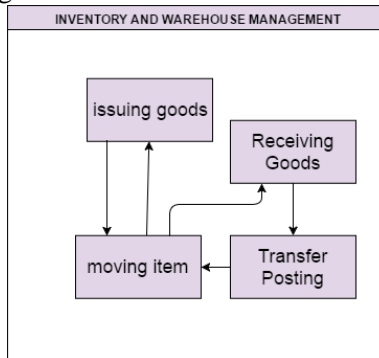 INVENTORY AND WAREHOUSE MANAGEMENT
issuing goods
Receiving
Goods
moving item
Transfer
Posting